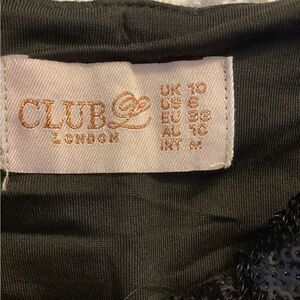 CLUB L
LONDON
UK 10
US 6
EU 38
AU 10
INT M